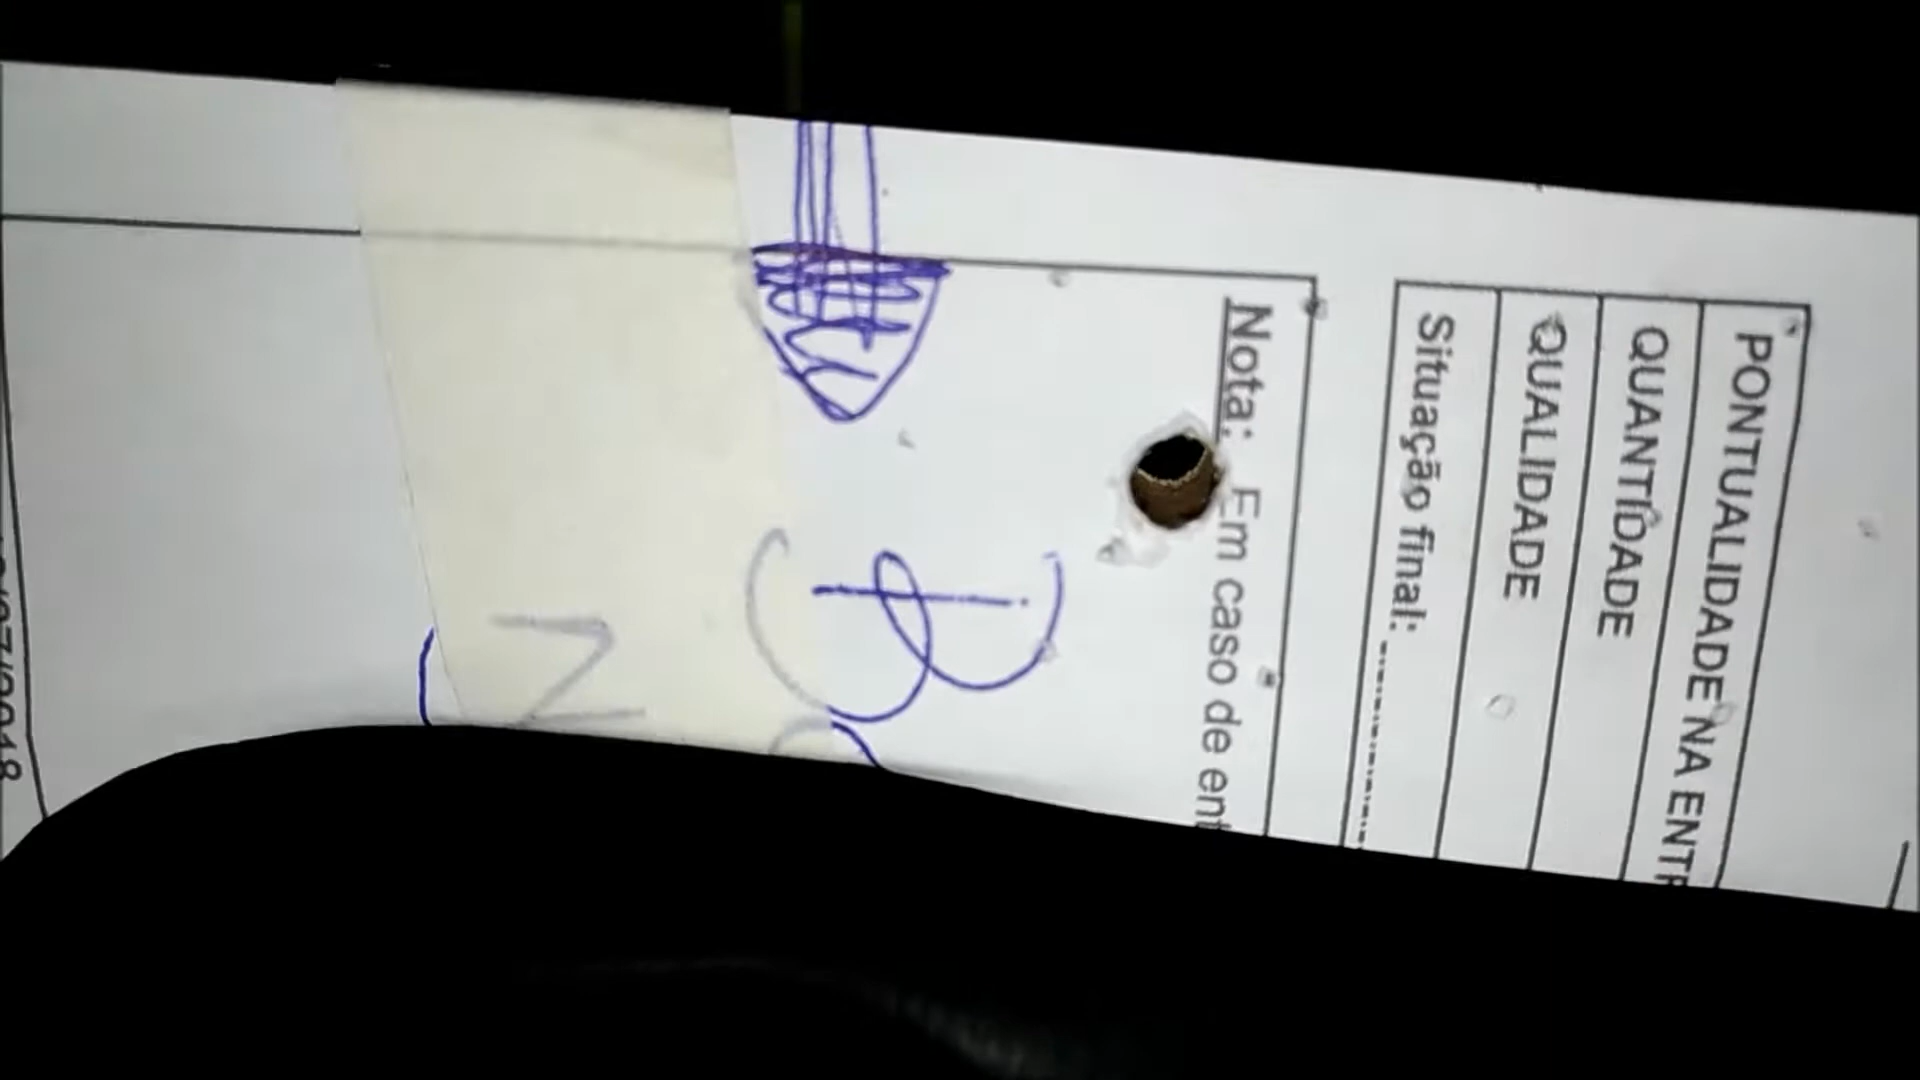 PONTUALIDADE NA ENTR
QUANTIDADE
QUALIDADE
Situação final:
Nota: Em caso de ent